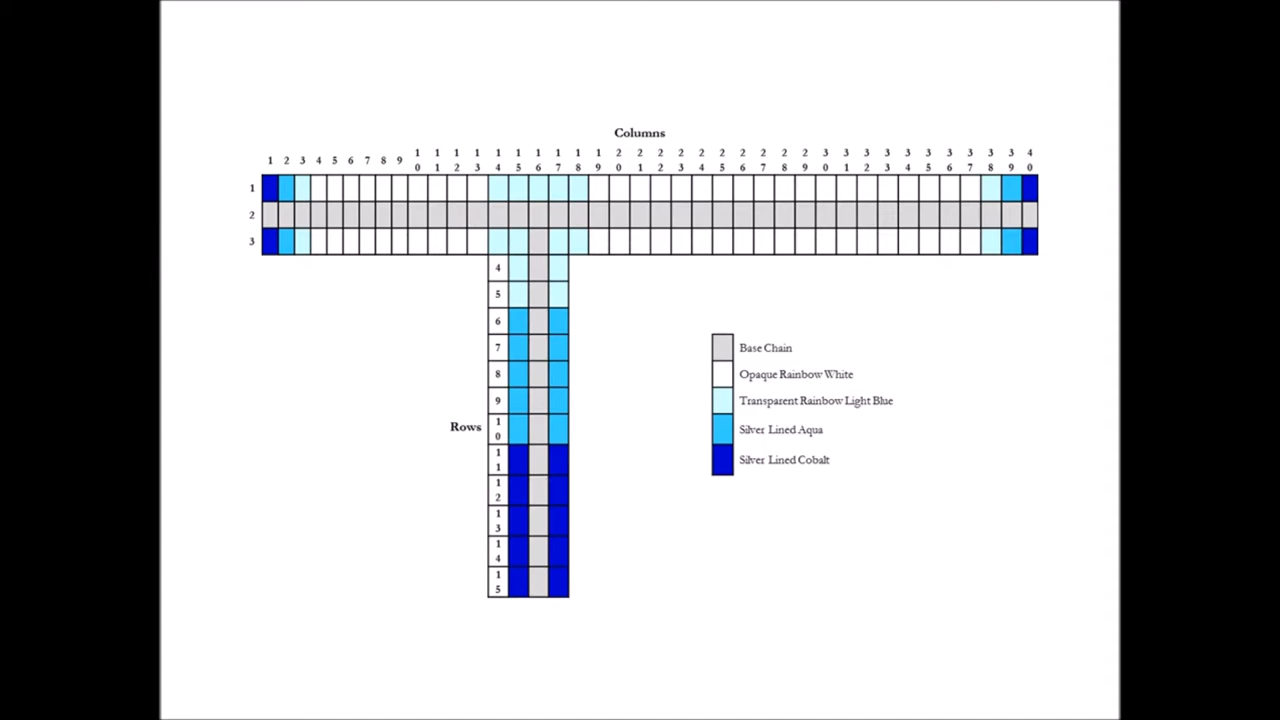 Columns
1 2 3 4 5 6 7 8 9 10 11 12 13 14 15 16 17 18 19 20 21 22 23 24 25 26 27 28 29 30 31 32 33 34 35 36 37 38 39 40
1
2
3
4
5
6
7
8
9
Rows 10
11
12
13
14
15
Base Chain
Opaque Rainbow White
Transparent Rainbow Light Blue
Silver Lined Aqua
Silver Lined Cobalt